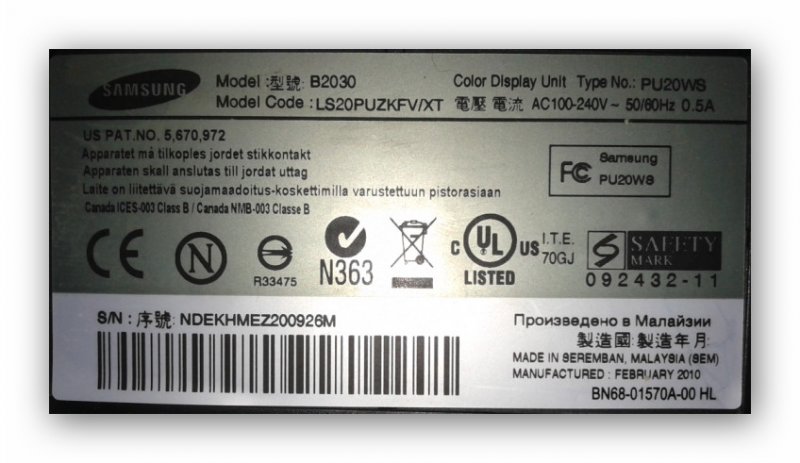 SAMSUNG
Model :型號: B2030
Color Display Unit Type No.: PU20WS
Model Code : LS20PUZKFV/XT
電壓 電流 AC100-240V ~ 50/60Hz 0.5A
US PAT.NO. 5,670,972
Apparatet må tilkoples jordet stikkontakt
Apparaten skall anslutas till jordat uttag
Laite on liitettävä suojamaadoitus-koskettimilla varustettuun pistorasiaan
Canada ICES-003 Class B / Canada NMB-003 Classe B
FC Samsung
PU20WS
CE
N
R33475
N363
c UL US
LISTED
I.T.E.
70GJ
S SAFETY
MARK
092432-11
S/N : 序號: NDEKHMEZ200926M
Произведено в Малайзии
製造國 製造年月
MADE IN SEREMBAN, MALAYSIA (SEM)
MANUFACTURED : FEBRUARY 2010
BN68-01570A-00 HL